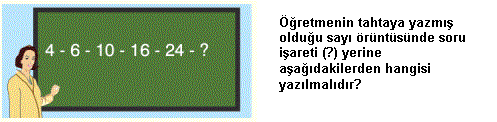 4 - 6 - 10 - 16 - 24 - ?
Öğretmenin tahtaya yazmış
olduğu sayı örüntüsünde soru
işareti (?) yerine
aşağıdakilerden hangisi
yazılmalıdır?